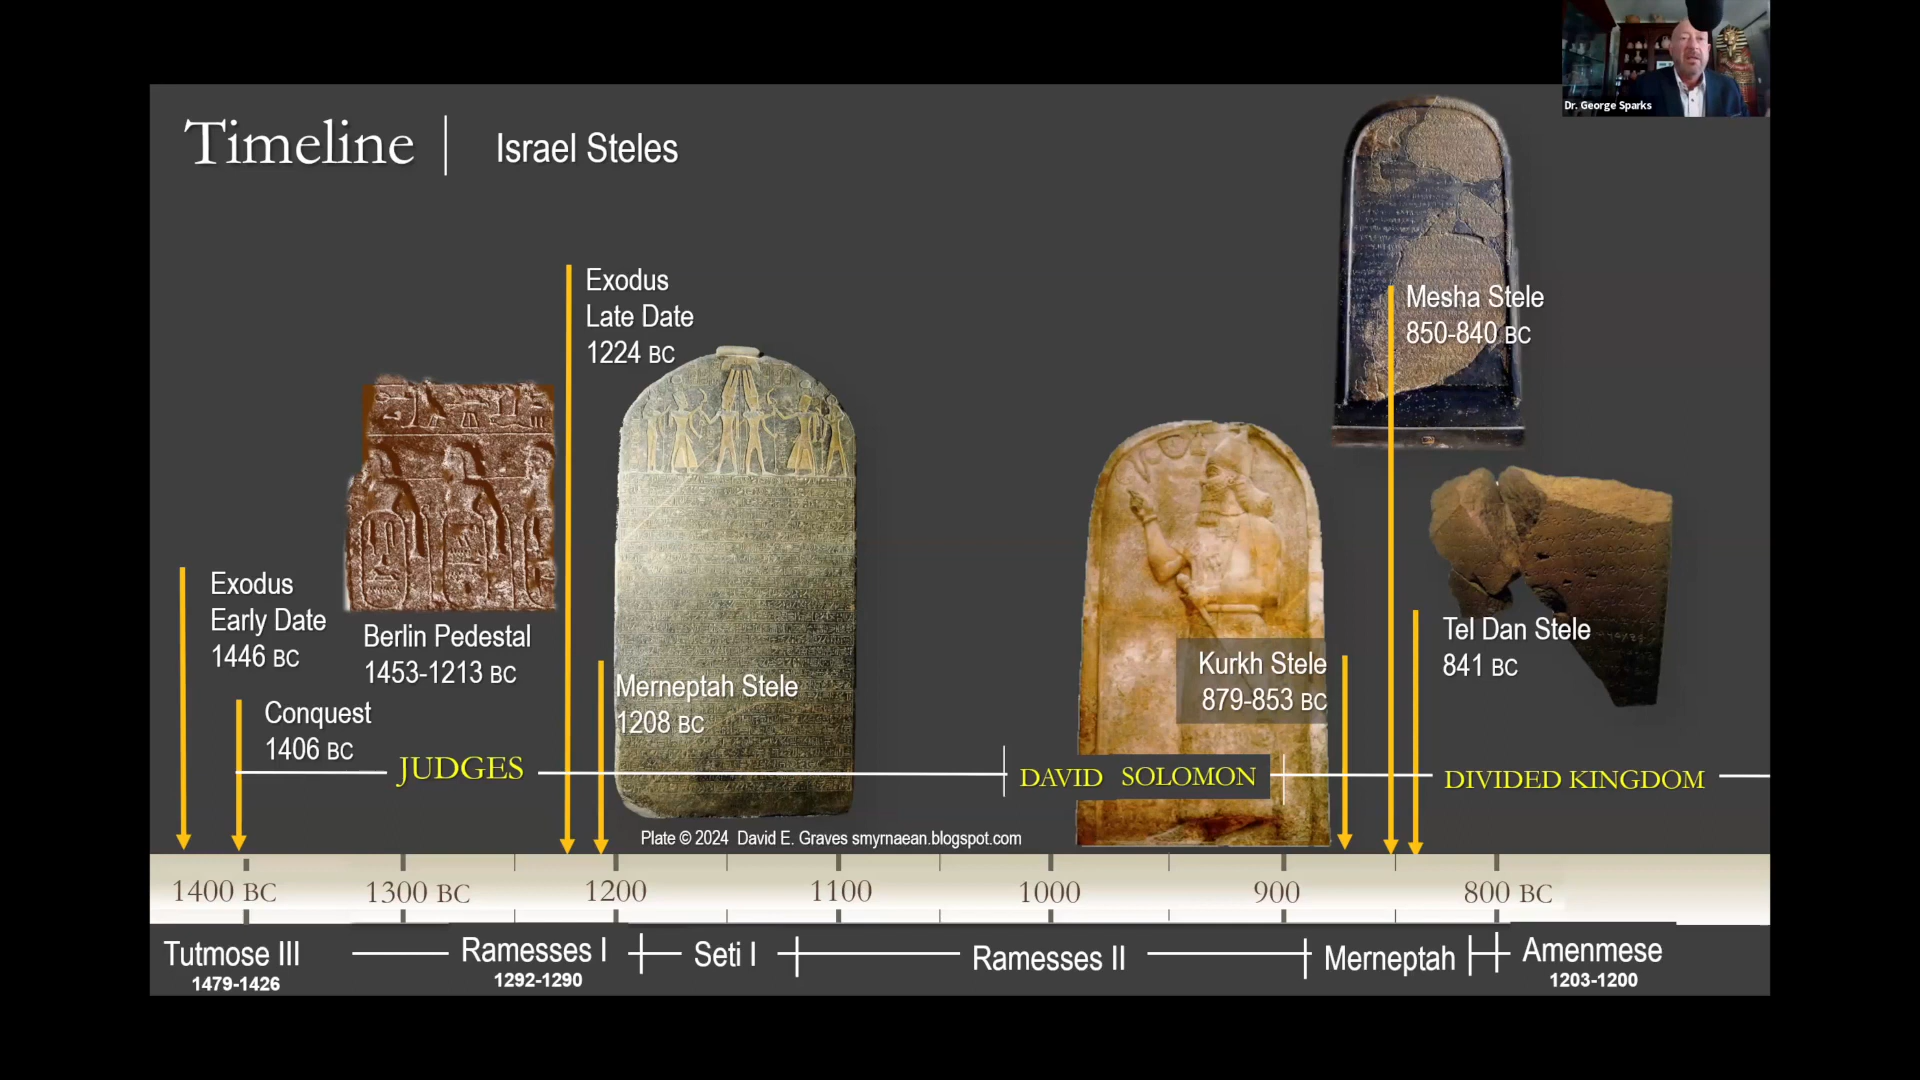 Dr. George Sparks
Timeline
Israel Steles
Exodus
Late Date
1224 BC
Mesha Stele
850-840 BC
Exodus
Early Date
1446 BC
Berlin Pedestal
1453-1213 BC
Tel Dan Stele
841 BC
Kurkh Stele
879-853 BC
Merneptah Stele
1208 BC
Conquest
1406 BC
JUDGES
DAVID SOLOMON
DIVIDED KINGDOM
Plate © 2024 David E. Graves smyrnaean.blogspot.com
1400 BC 1300 BC 1200 1100 1000 900 800 BC
Tutmose III
1479-1426
Ramesses I
1292-1290
Seti I
Ramesses II
Merneptah
Amenmese
1203-1200